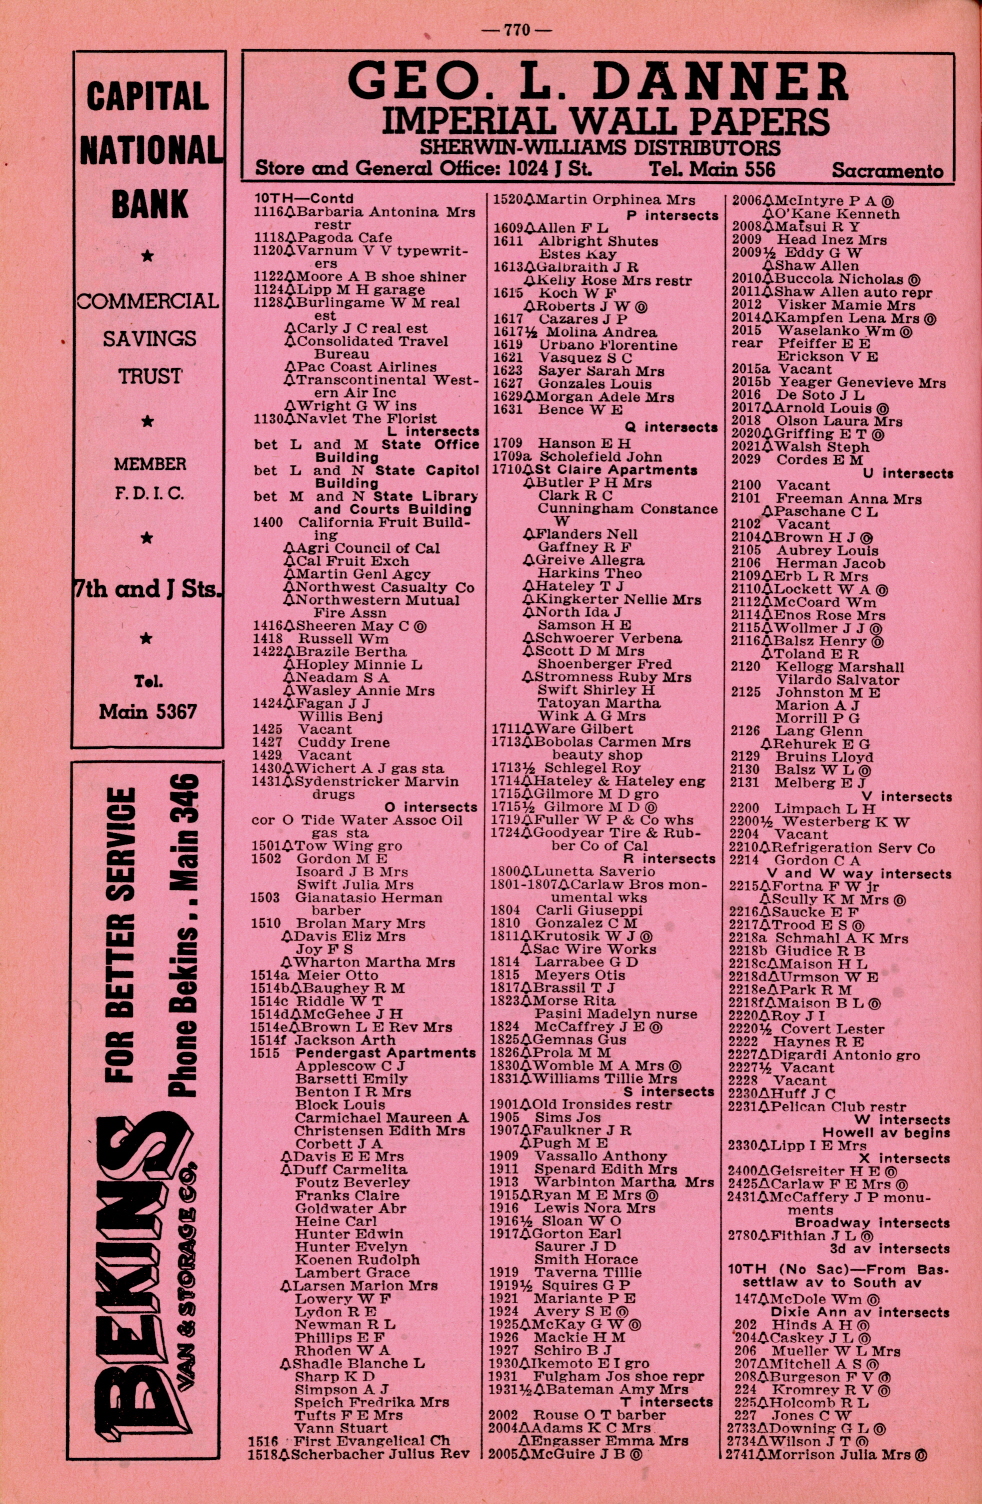 — 770 —
CAPITAL
NATIONAL
BANK
★
COMMERCIAL
SAVINGS
TRUST
★
MEMBER
F. D. I. C.
★
7th and J Sts.
★
Tel.
Main 5367
FOR BETTER SERVICE
Phone Bekins . . Main 346
BEKINS
VAN & STORAGE CO.
GEO. L. DANNER
IMPERIAL WALL PAPERS
SHERWIN-WILLIAMS DISTRIBUTORS
Store and General Office: 1024 J St. Tel. Main 556 Sacramento
10TH—Contd
1116△Barbaria Antonina Mrs
restr
1118△Pagoda Cafe
1120△Varnum V V typewrit-
ers
1122△Moore A B shoe shiner
1124△Lipp M H garage
1128△Burlingame W M real
est
△Carly J C real est
△Consolidated Travel
Bureau
△Pac Coast Airlines
△Transcontinental West-
ern Air Inc
△Wright G W ins
1130△Navlet The Florist
L intersects
bet L and M State Office
Building
bet L and N State Capitol
Building
bet M and N State Library
and Courts Building
1400 California Fruit Build-
ing
△Agri Council of Cal
△Cal Fruit Exch
△Martin Genl Agcy
△Northwest Casualty Co
△Northwestern Mutual
Fire Assn
1416△Sheeren May C ⓞ
1418 Russell Wm
1422△Brazile Bertha
△Hopley Minnie L
△Neadam S A
△Wasley Annie Mrs
1424△Fagan J J
Willis Benj
1425 Vacant
1427 Cuddy Irene
1429 Vacant
1430△Wichert A J gas sta
1431△Sydenstricker Marvin
drugs
O intersects
cor O Tide Water Assoc Oil
gas sta
1501△Tow Wing gro
1502 Gordon M E
Isoard J B Mrs
Swift Julia Mrs
1503 Gianatasio Herman
barber
1510 Brolan Mary Mrs
△Davis Eliz Mrs
Joy F S
△Wharton Martha Mrs
1514a Meier Otto
1514b△Baughey R M
1514c Riddle W T
1514d△McGehee J H
1514e△Brown L E Rev Mrs
1514f Jackson Arth
1515 Pendergast Apartments
Applescow C J
Barsetti Emily
Benton I R Mrs
Block Louis
Carmichael Maureen A
Christensen Edith Mrs
Corbett J A
△Davis E E Mrs
△Duff Carmelita
Foutz Beverley
Franks Claire
Goldwater Abr
Heine Carl
Hunter Edwin
Hunter Evelyn
Koenen Rudolph
Lambert Grace
△Larsen Marion Mrs
Lowery W F
Lydon R E
Newman R L
Phillips E F
Rhoden W A
△Shadle Blanche L
Sharp K D
Simpson A J
Speich Fredrika Mrs
Tufts F E Mrs
Vann Stuart
1516 First Evangelical Ch
1518△Scherbacher Julius Rev
1520△Martin Orphinea Mrs
P intersects
1609△Allen F L
1611 Albright Shutes
Estes Kay
1613△Galbraith J R
△Kelly Rose Mrs restr
1615 Koch W F
△Roberts J W ⓞ
1617 Cazares J P
1617½ Molina Andrea
1619 Urbano Florentine
1621 Vasquez S C
1623 Sayer Sarah Mrs
1627 Gonzales Louis
1629△Morgan Adele Mrs
1631 Bence W E
Q intersects
1709 Hanson E H
1709a Scholefield John
1710△St Claire Apartments
△Butler P H Mrs
Clark R C
Cunningham Constance
W
△Flanders Nell
Gaffney R F
△Greive Allegra
Harkins Theo
△Hateley T J
△Kingkerter Nellie Mrs
△North Ida J
Samson H E
△Schwoerer Verbena
△Scott D M Mrs
Shoenberger Fred
△Stromness Ruby Mrs
Swift Shirley H
Tatoyan Martha
Wink A G Mrs
1711△Ware Gilbert
1713△Bobolas Carmen Mrs
beauty shop
1713½ Schlegel Roy
1714△Hateley & Hateley eng
1715△Gilmore M D gro
1715½ Gilmore M D ⓞ
1719△Fuller W P & Co whs
1724△Goodyear Tire & Rub-
ber Co of Cal
R intersects
1800△Lunetta Saverio
1801-1807△Carlaw Bros mon-
umental wks
1804 Carli Giuseppi
1810 Gonzalez C M
1811△Krutosik W J ⓞ
△Sac Wire Works
1814 Larrabee G D
1815 Meyers Otis
1817△Brassil T J
1823△Morse Rita
Pasini Madelyn nurse
1824 McCaffrey J E ⓞ
1825△Gemnas Gus
1826△Prola M M
1830△Womble M A Mrs ⓞ
1831△Williams Tillie Mrs
S intersects
1901△Old Ironsides restr
1905 Sims Jos
1907△Faulkner J R
△Pugh M E
1909 Vassallo Anthony
1911 Spenard Edith Mrs
1913 Warbinton Martha Mrs
1915△Ryan M E Mrs ⓞ
1916 Lewis Nora Mrs
1916½ Sloan W O
1917△Gorton Earl
Saurer J D
Smith Horace
1919 Taverna Tillie
1919½ Squires G P
1921 Mariante P E
1924 Avery S E ⓞ
1925△McKay G W ⓞ
1926 Mackie H M
1927 Schiro B J
1930△Ikemoto E I gro
1931 Fulgham Jos shoe repr
1931½△Bateman Amy Mrs
T intersects
2002 Rouse O T barber
2004△Adams K C Mrs
△Engasser Emma Mrs
2005△McGuire J B ⓞ
2006△McIntyre P A ⓞ
△O'Kane Kenneth
2008△Matsui R Y
2009 Head Inez Mrs
2009½ Eddy G W
△Shaw Allen
2010△Buccola Nicholas ⓞ
2011△Shaw Allen auto repr
2012 Visker Mamie Mrs
2014△Kampfen Lena Mrs ⓞ
2015 Waselanko Wm ⓞ
rear Pfeiffer E E
Erickson V E
2015a Vacant
2015b Yeager Genevieve Mrs
2016 De Soto J L
2017△Arnold Louis ⓞ
2018 Olson Laura Mrs
2020△Griffing E T ⓞ
2021△Walsh Steph
2029 Cordes E M
U intersects
2100 Vacant
2101 Freeman Anna Mrs
△Paschane C L
2102 Vacant
2104△Brown H J ⓞ
2105 Aubrey Louis
2106 Herman Jacob
2109△Erb L R Mrs
2110△Lockett W A ⓞ
2112△McCoard Wm
2114△Enos Rose Mrs
2115△Wollmer J J ⓞ
2116△Balsz Henry ⓞ
△Toland E R
2120 Kellogg Marshall
Vilardo Salvator
2125 Johnston M E
Marion A J
Morrill P G
2126 Lang Glenn
△Rehurek E G
2129 Bruins Lloyd
2130 Balsz W L ⓞ
2131 Melberg E J
V intersects
2200 Limpach L H
2200½ Westerberg K W
2204 Vacant
2210△Refrigeration Serv Co
2214 Gordon C A
V and W way intersects
2215△Fortna F W jr
△Scully K M Mrs ⓞ
2216△Saucke E F
2217△Trood E S ⓞ
2218a Schmahl A K Mrs
2218b Giudice R B
2218c△Maison H L
2218d△Urmson W E
2218e△Park R M
2218f△Maison B L ⓞ
2220△Roy J I
2220½ Covert Lester
2222 Haynes R E
2227△Digardi Antonio gro
2227½ Vacant
2228 Vacant
2230△Huff J C
2231△Pelican Club restr
W intersects
Howell av begins
2330△Lipp I E Mrs
X intersects
2400△Geisreiter H E ⓞ
2425△Carlaw F E Mrs ⓞ
2431△McCaffery J P monu-
ments
Broadway intersects
2780△Fithian J L ⓞ
3d av intersects
10TH (No Sac)—From Bas-
settlaw av to South av
147△McDole Wm ⓞ
Dixie Ann av intersects
202 Hinds A H ⓞ
204△Caskey J L ⓞ
206 Mueller W L Mrs
207△Mitchell A S ⓞ
208△Burgeson F V ⓞ
224 Kromrey R V ⓞ
225△Holcomb R L
227 Jones C W
2733△Downing G L ⓞ
2734△Wilson J T ⓞ
2741△Morrison Julia Mrs ⓞ